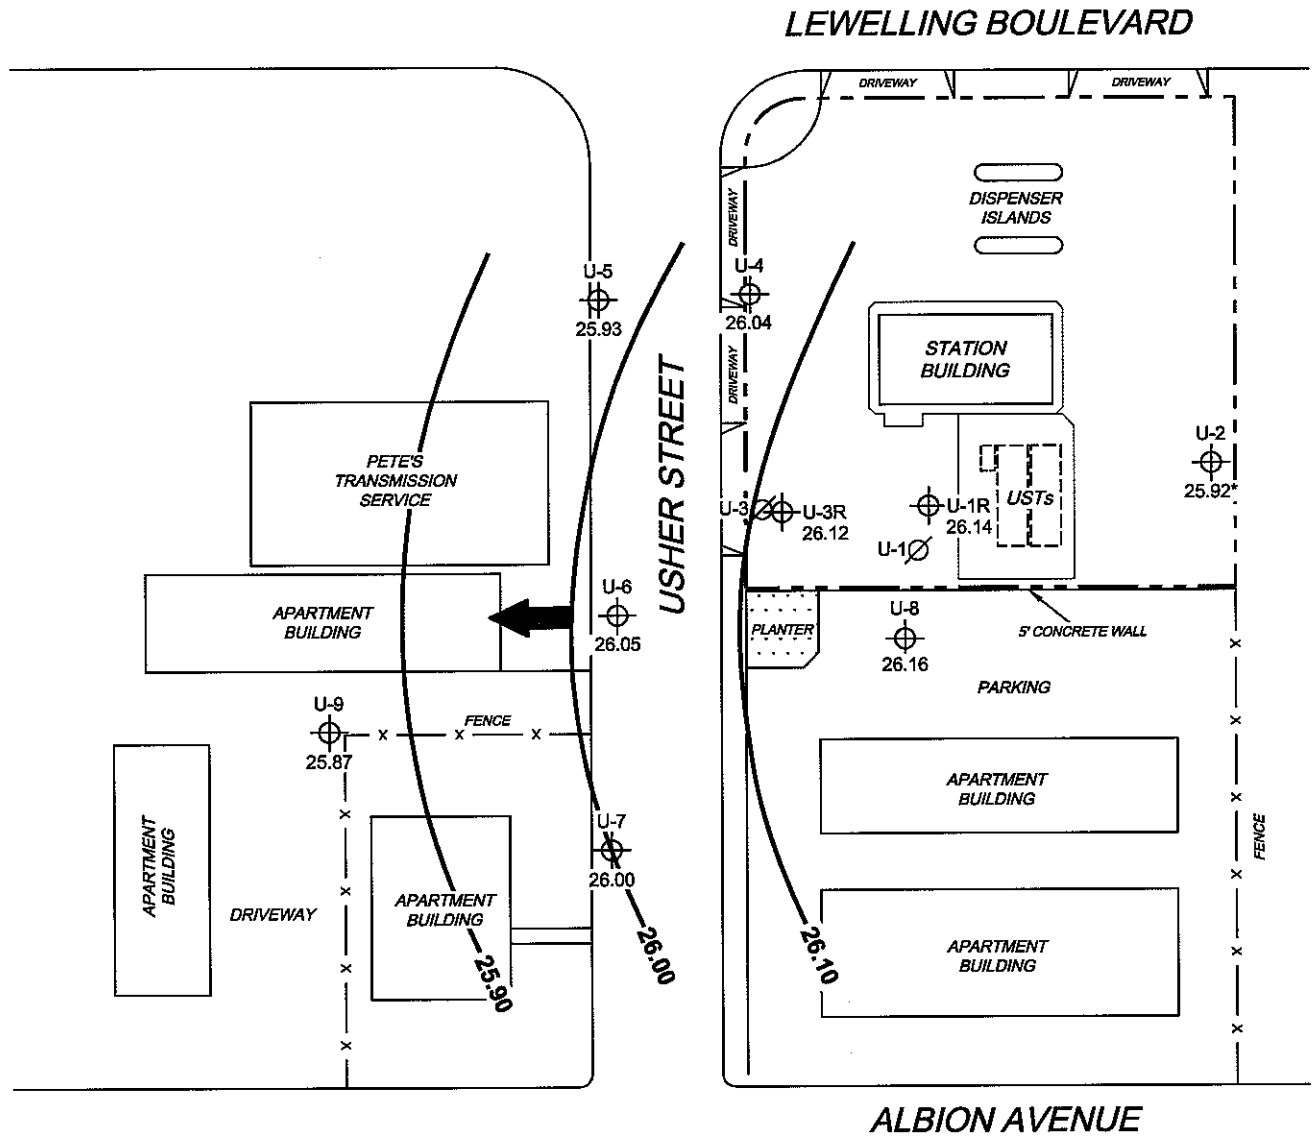 LEWELLING BOULEVARD
DRIVEWAY
DRIVEWAY
DISPENSER
ISLANDS
DRIVEWAY
U-5
25.93
U-4
26.04
STATION
BUILDING
DRIVEWAY
USHER STREET
PETE'S
TRANSMISSION
SERVICE
U-2
25.92*
USTs
U-3
U-3R
26.12
U-1R
26.14
U-1
APARTMENT
BUILDING
U-6
26.05
PLANTER
U-8
26.16
5' CONCRETE WALL
PARKING
U-9
25.87
FENCE
APARTMENT
BUILDING
APARTMENT
BUILDING
FENCE
U-7
26.00
DRIVEWAY
APARTMENT
BUILDING
APARTMENT
BUILDING
25.90
26.00
26.10
ALBION AVENUE